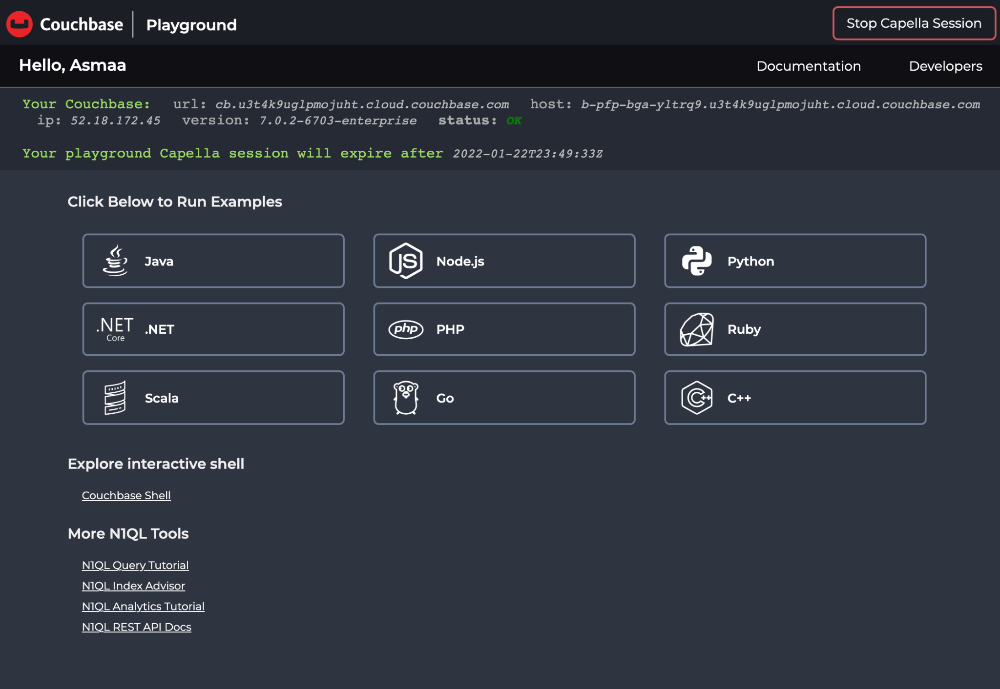 Couchbase | Playground
Stop Capella Session
Hello, Asmaa
Documentation
Developers
Your Couchbase: url: cb.u3t4k9uglpmojuht.cloud.couchbase.com host: b-pfp-bga-yltrq9.u3t4k9uglpmojuht.cloud.couchbase.com
ip: 52.18.172.45 version: 7.0.2-6703-enterprise status: OK
Your playground Capella session will expire after 2022-01-22T23:49:33Z
Click Below to Run Examples
Java
JS
Node.js
Python
.NET
Core
.NET
php
PHP
Ruby
Scala
Go
C++
C++
Explore interactive shell
Couchbase Shell
More N1QL Tools
N1QL Query Tutorial
N1QL Index Advisor
N1QL Analytics Tutorial
N1QL REST API Docs